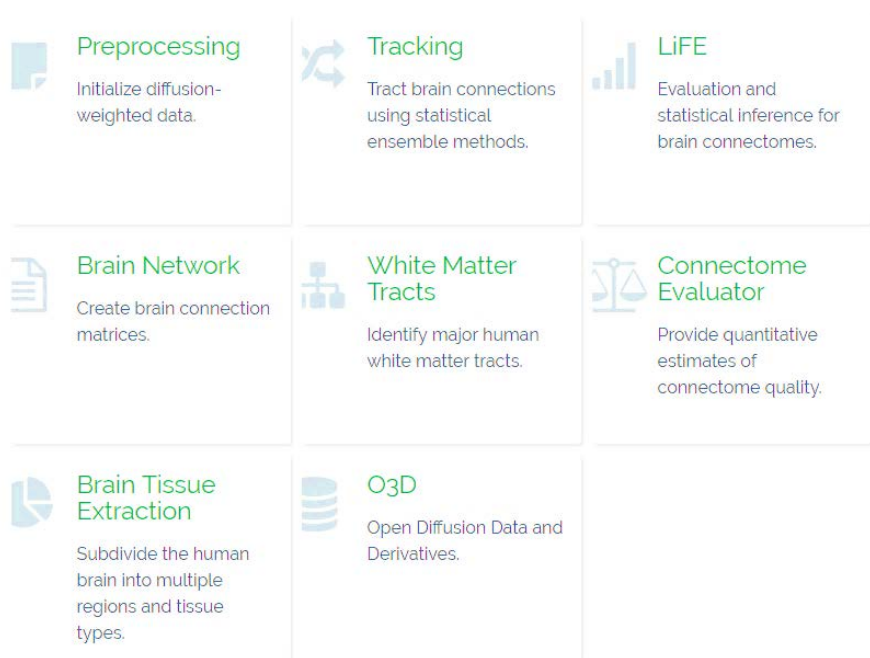 Preprocessing
Initialize diffusion-
weighted data.
Tracking
Tract brain connections
using statistical
ensemble methods.
LiFE
Evaluation and
statistical inference for
brain connectomes.
Brain Network
Create brain connection
matrices.
White Matter
Tracts
Identify major human
white matter tracts.
Connectome
Evaluator
Provide quantitative
estimates of
connectome quality.
Brain Tissue
Extraction
Subdivide the human
brain into multiple
regions and tissue
types.
O3D
Open Diffusion Data and
Derivatives.